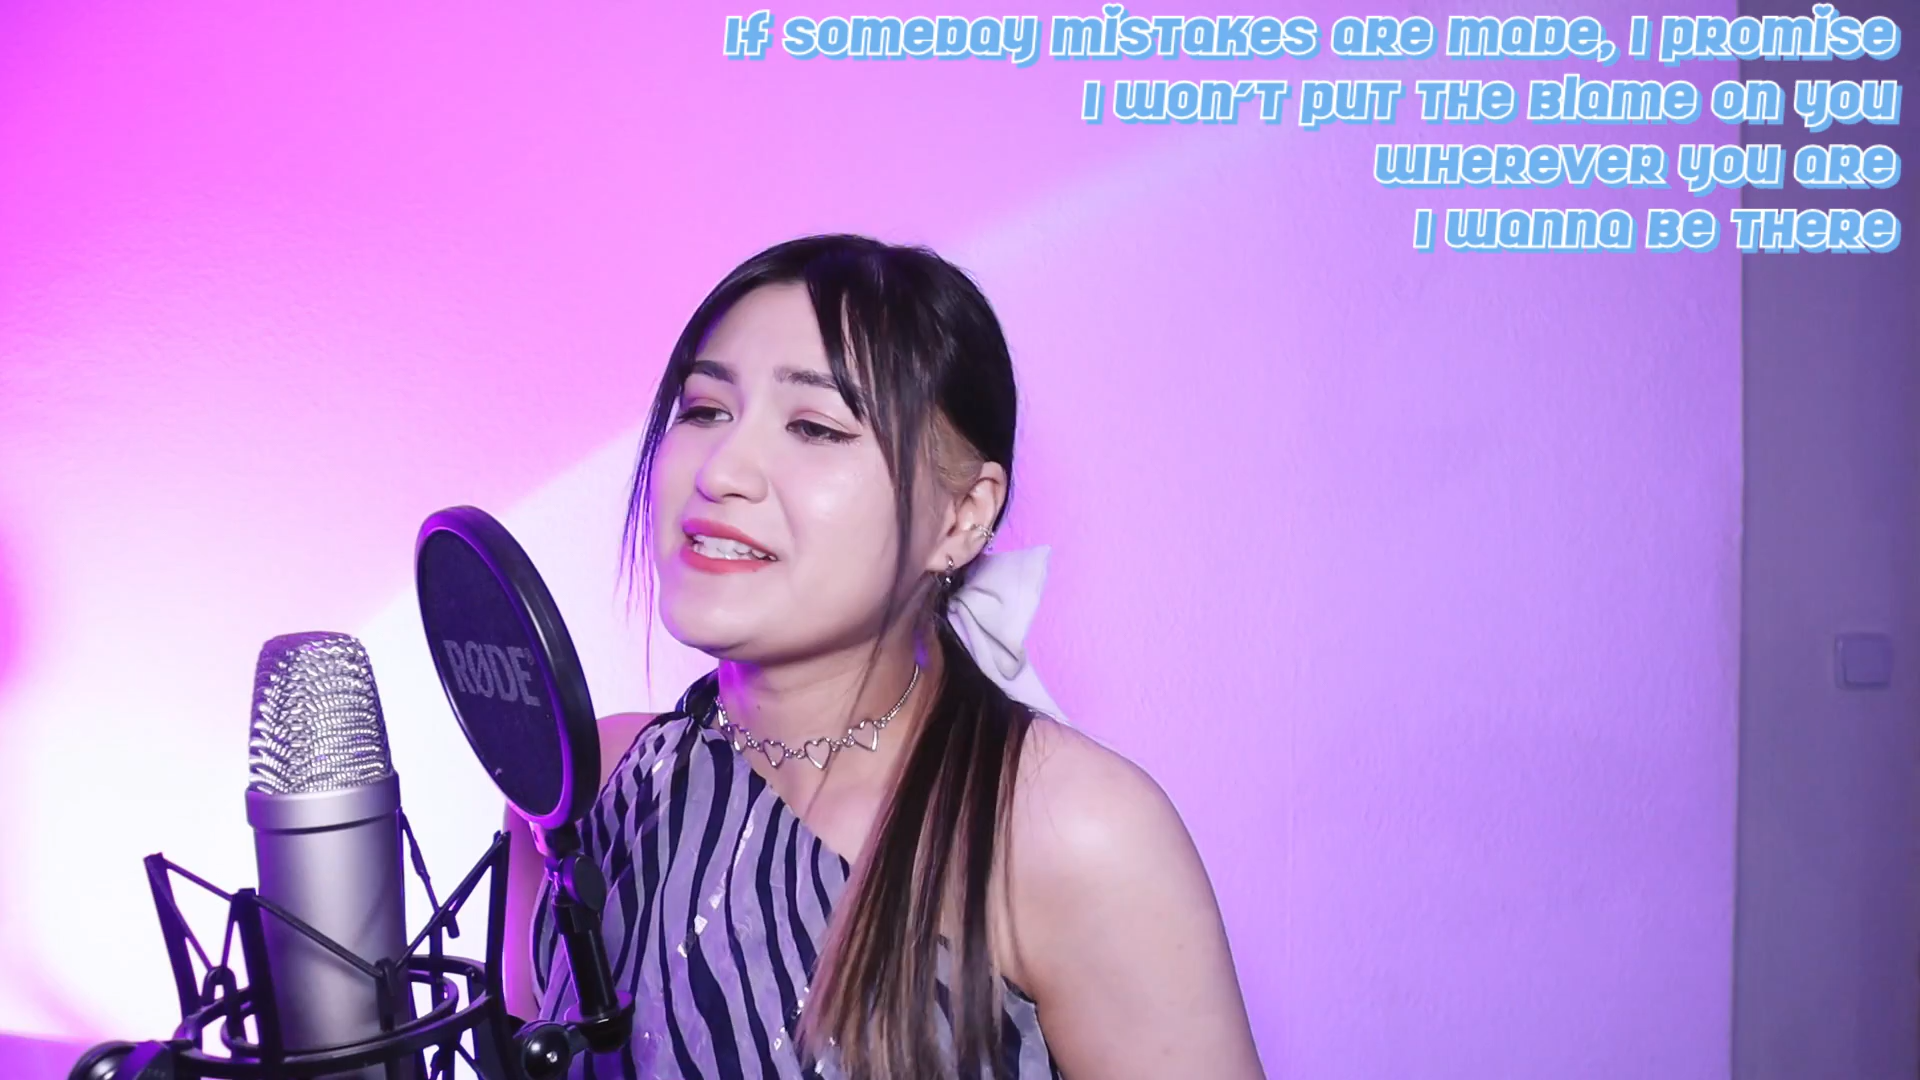 If someday mistakes are made, I promise
I won't put the blame on you
wherever you are
I wanna be there
RØDE